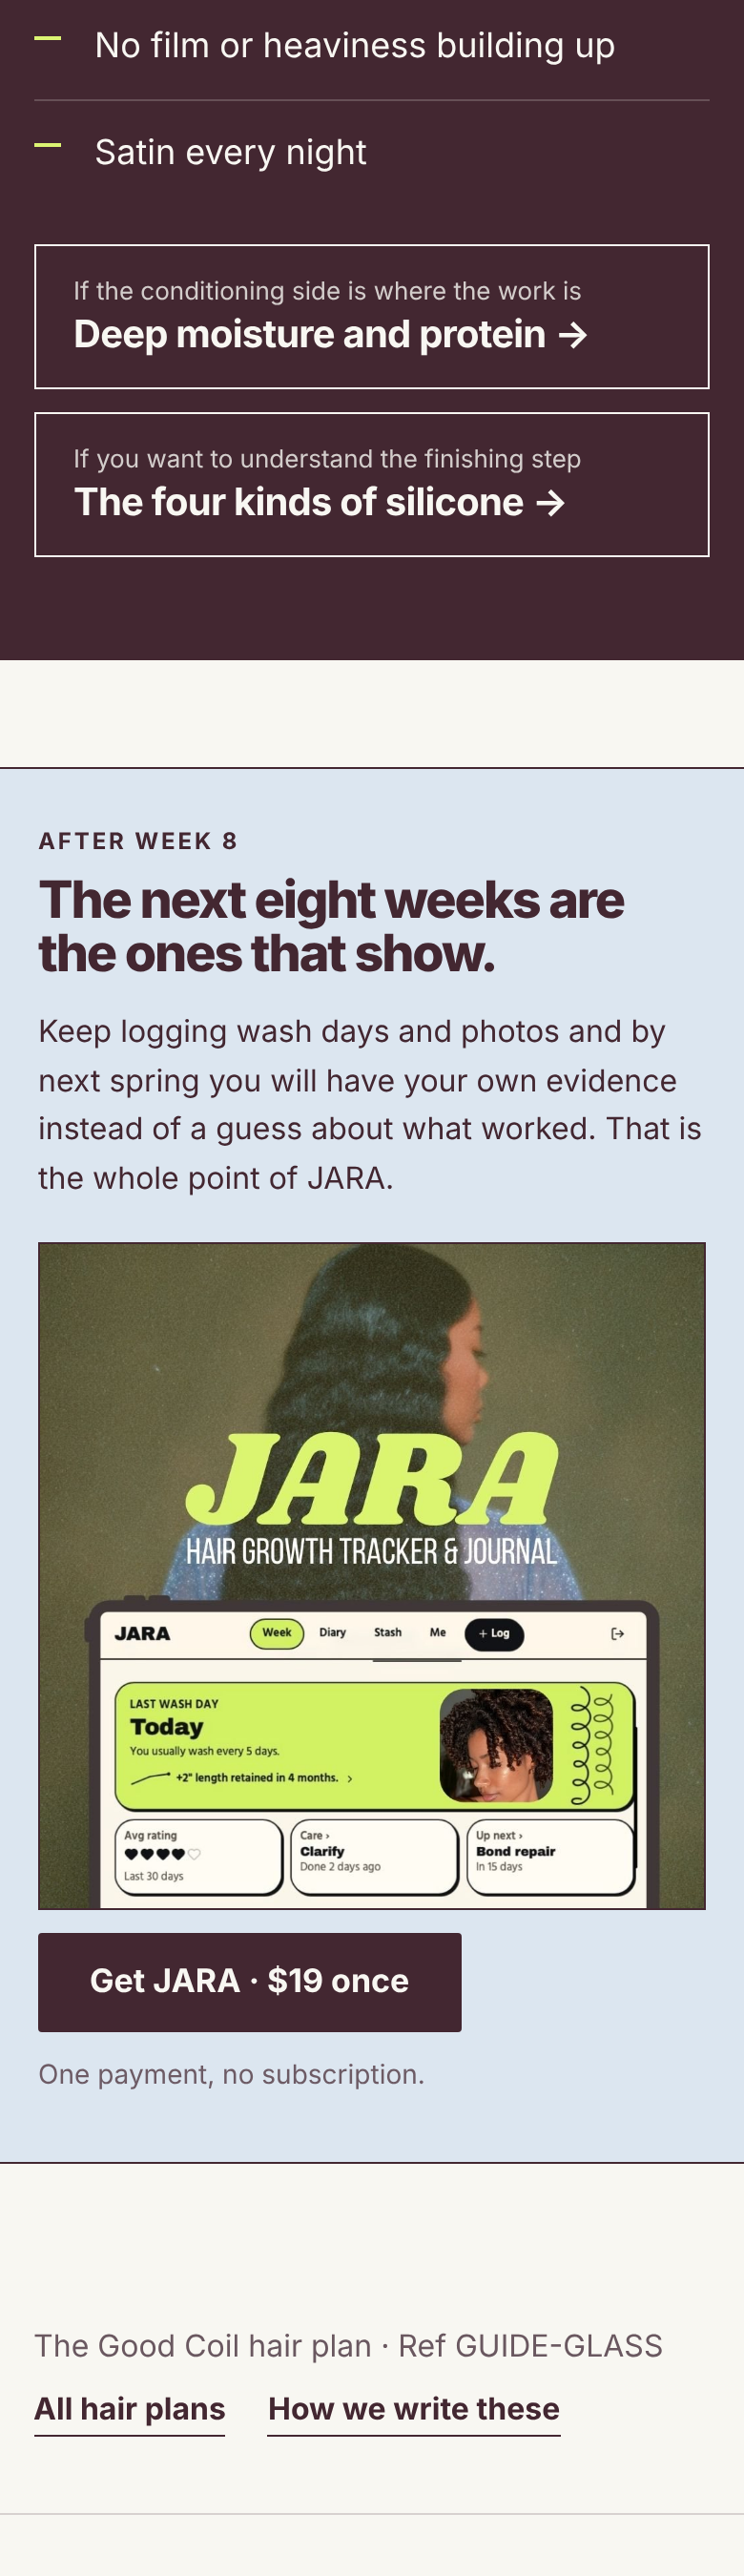 No film or heaviness building up
Satin every night
If the conditioning side is where the work is
Deep moisture and protein →
If you want to understand the finishing step
The four kinds of silicone →
AFTER WEEK 8
The next eight weeks are
the ones that show.
Keep logging wash days and photos and by
next spring you will have your own evidence
instead of a guess about what worked. That is
the whole point of JARA.
JARA
HAIR GROWTH TRACKER & JOURNAL
JARA Week Diary Stash Me + Log
LAST WASH DAY
Today
You usually wash every 5 days.
+2" length retained in 4 months. ›
Avg rating
Last 30 days
Care ›
Clarify
Done 2 days ago
Up next ›
Bond repair
In 15 days
Get JARA · $19 once
One payment, no subscription.
The Good Coil hair plan · Ref GUIDE-GLASS
All hair plans How we write these